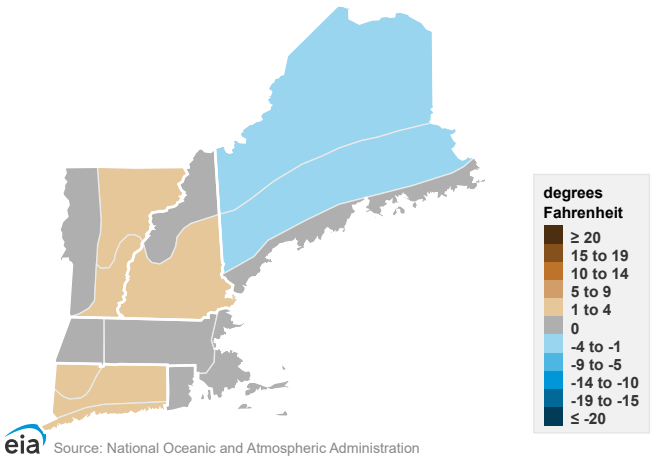 degrees
Fahrenheit
≥ 20
15 to 19
10 to 14
5 to 9
1 to 4
0
-4 to -1
-9 to -5
-14 to -10
-19 to -15
≤ -20
eia
Source: National Oceanic and Atmospheric Administration